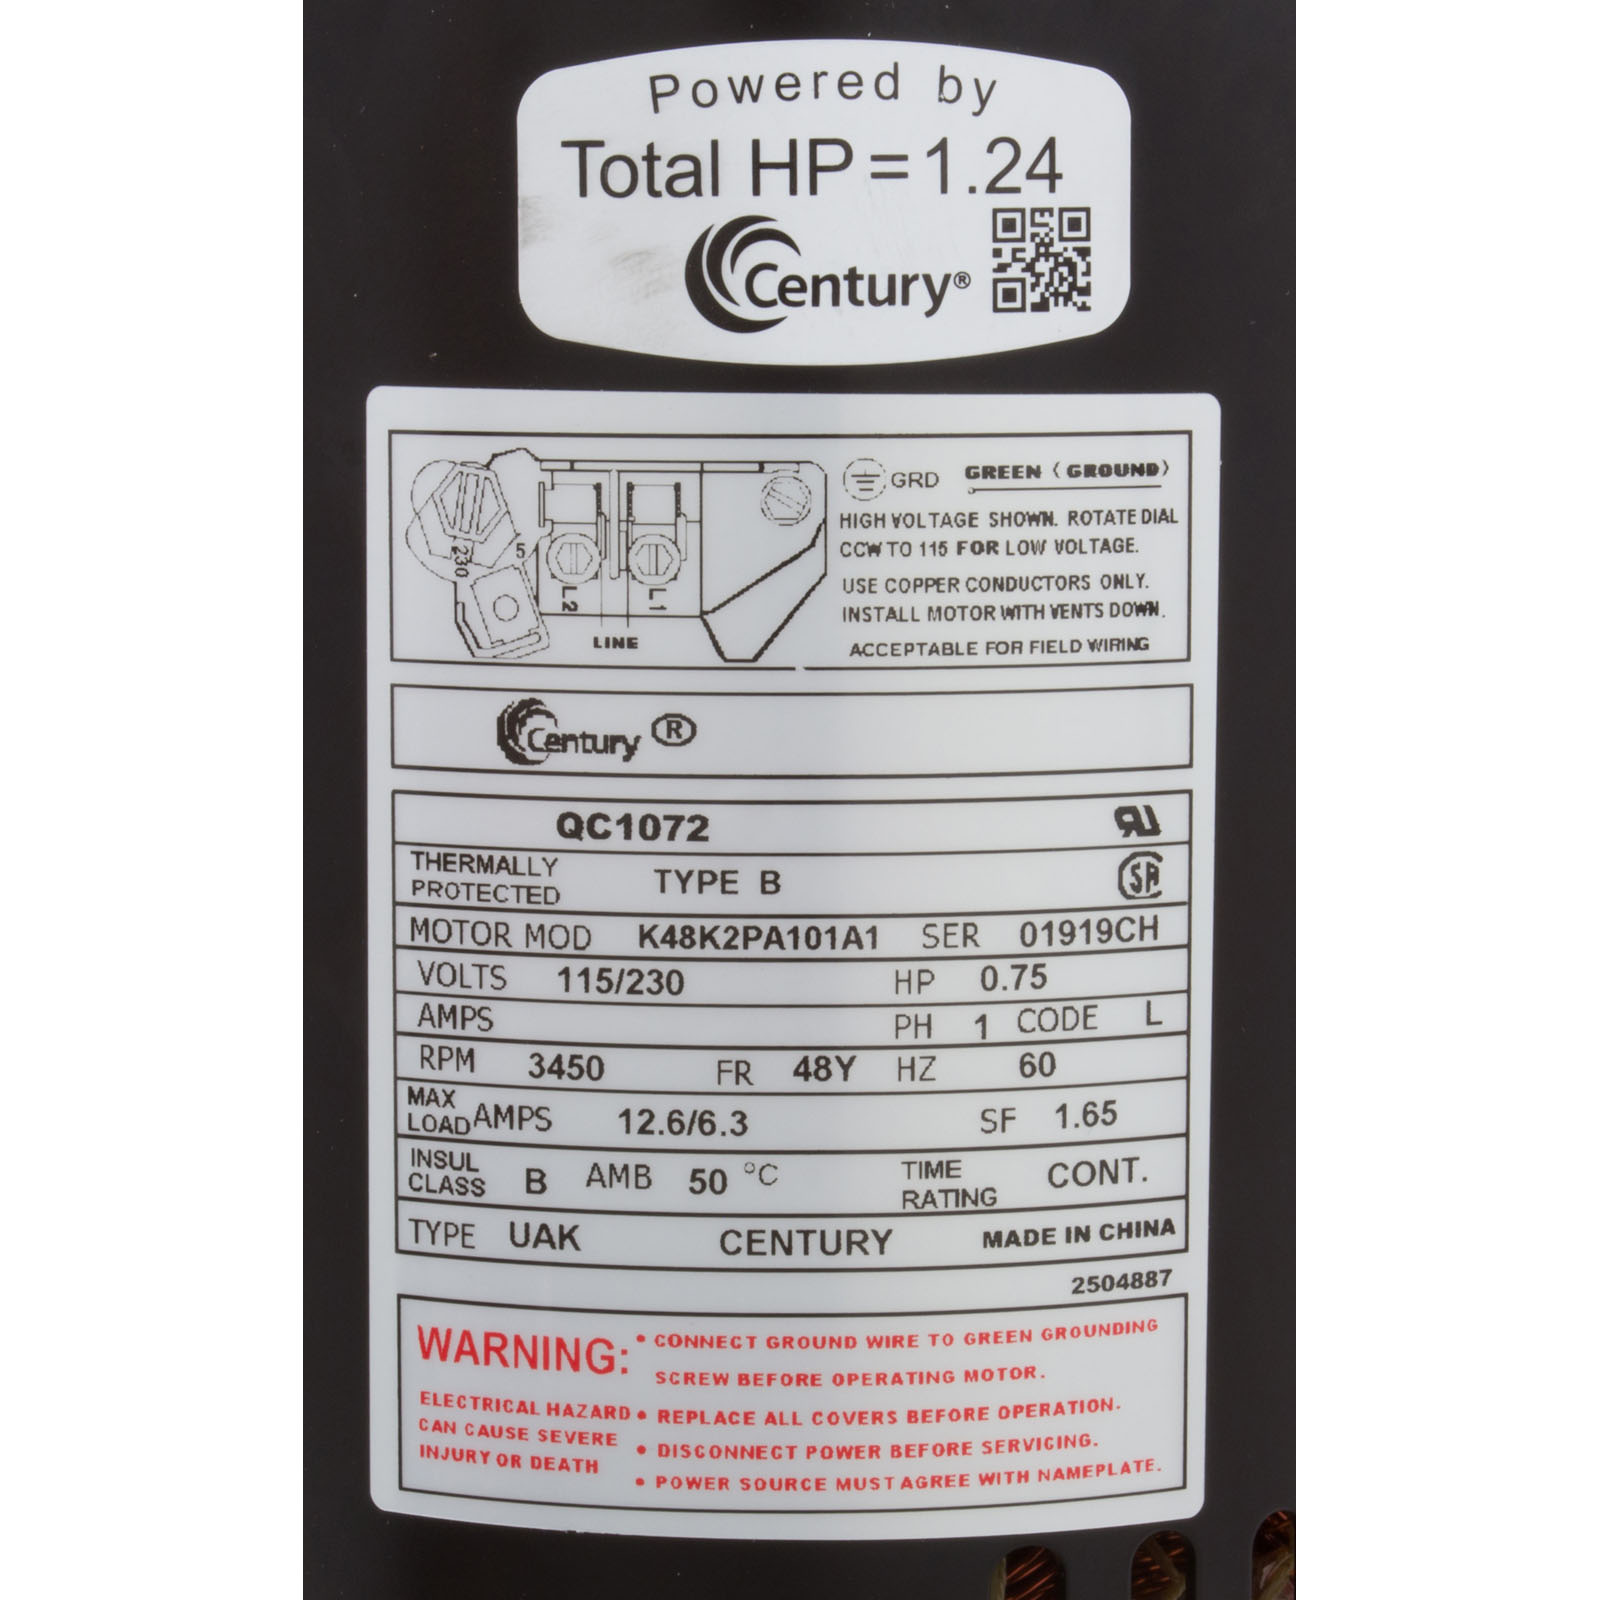 Powered by
Total HP = 1.24
Century®
GRD GREEN (GROUND)
HIGH VOLTAGE SHOWN. ROTATE DIAL
CCW TO 115 FOR LOW VOLTAGE.
USE COPPER CONDUCTORS ONLY.
INSTALL MOTOR WITH VENTS DOWN.
ACCEPTABLE FOR FIELD WIRING
230 5
L2 L1
LINE
Century®
QC1072
THERMALLY
PROTECTED TYPE B
MOTOR MOD K48K2PA101A1 SER 01919CH
VOLTS 115/230 HP 0.75
AMPS PH 1 CODE L
RPM 3450 FR 48Y HZ 60
MAX
LOAD AMPS 12.6/6.3 SF 1.65
INSUL
CLASS B AMB 50 °C TIME
RATING CONT.
TYPE UAK CENTURY MADE IN CHINA
2504887
WARNING:
ELECTRICAL HAZARD
CAN CAUSE SEVERE
INJURY OR DEATH
• CONNECT GROUND WIRE TO GREEN GROUNDING
SCREW BEFORE OPERATING MOTOR.
• REPLACE ALL COVERS BEFORE OPERATION.
• DISCONNECT POWER BEFORE SERVICING.
• POWER SOURCE MUST AGREE WITH NAMEPLATE.